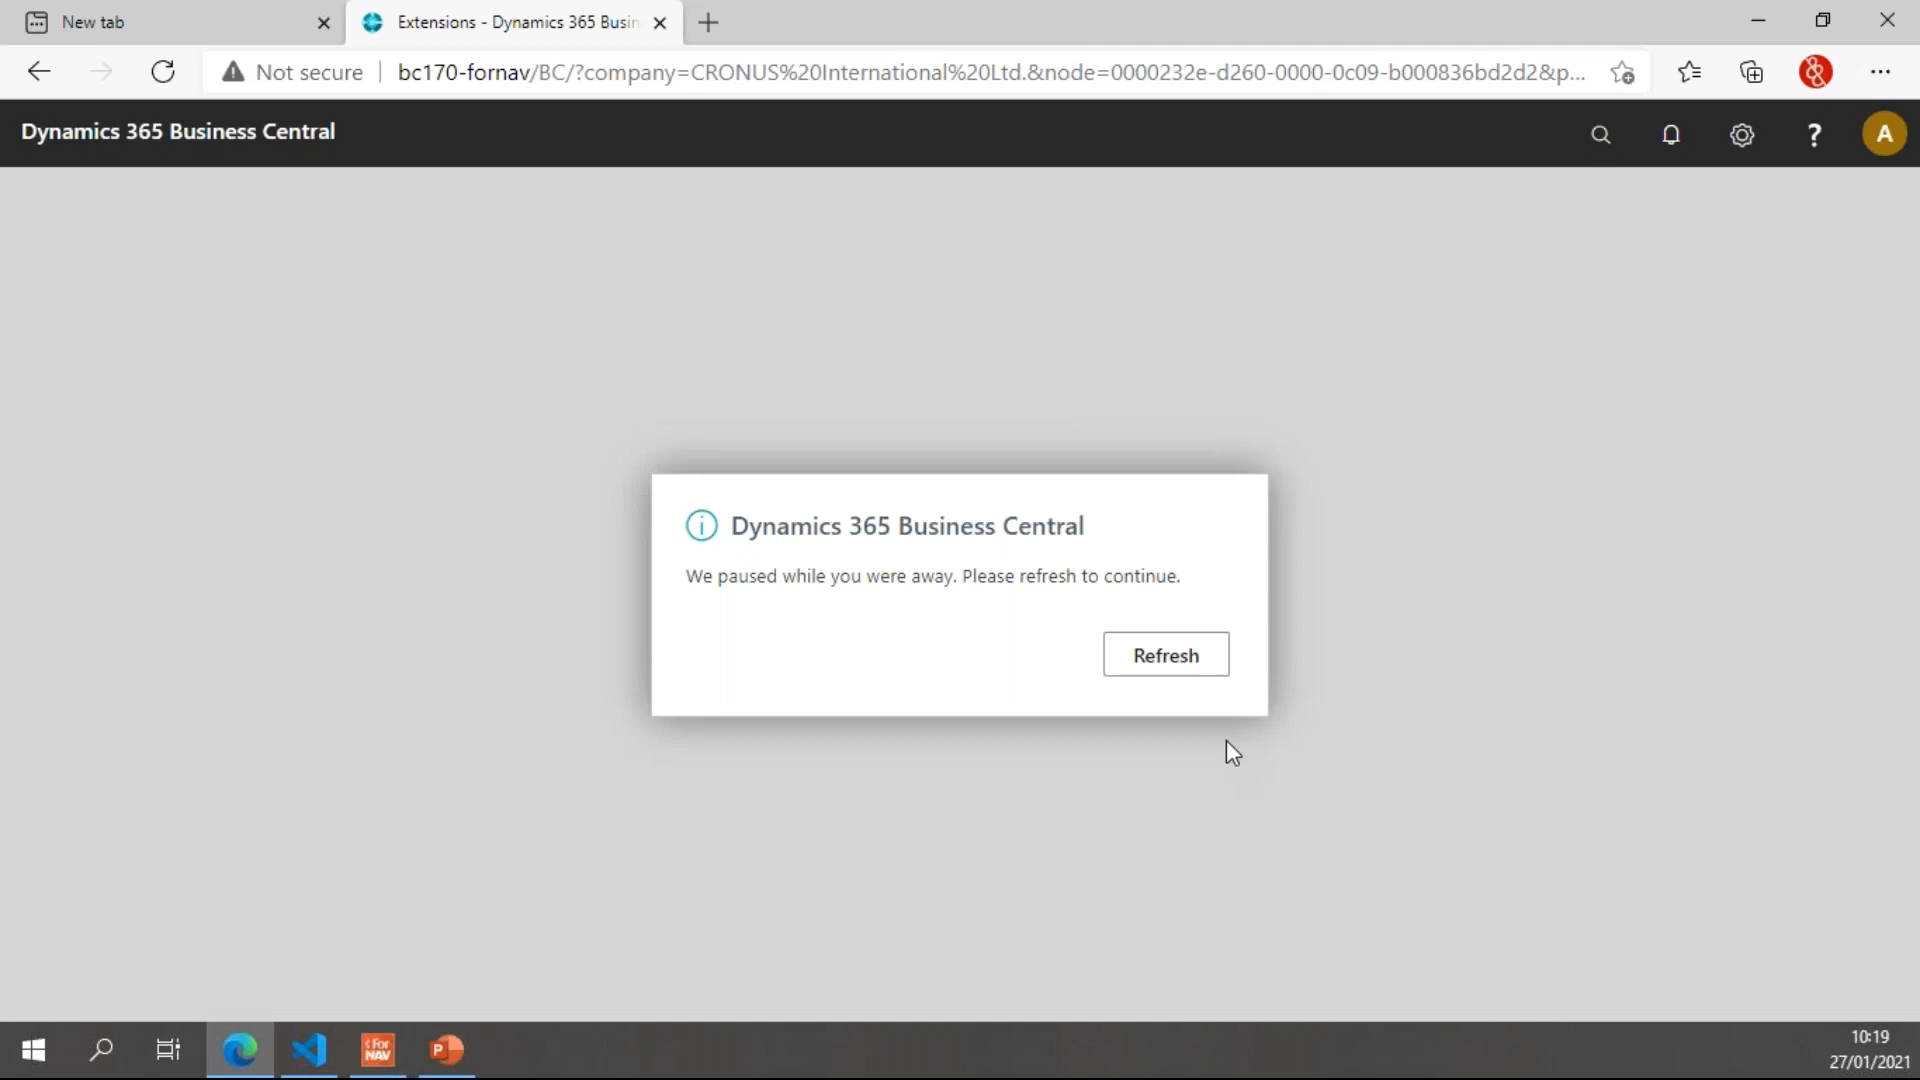 New tab
Extensions - Dynamics 365 Busin
Not secure
bc170-fornav/BC/?company=CRONUS%20International%20Ltd.&node=0000232e-d260-0000-0c09-b000836bd2d2&p...
Dynamics 365 Business Central
?
A
Dynamics 365 Business Central
We paused while you were away. Please refresh to continue.
Refresh
For
NAV
P
10:19
27/01/2021